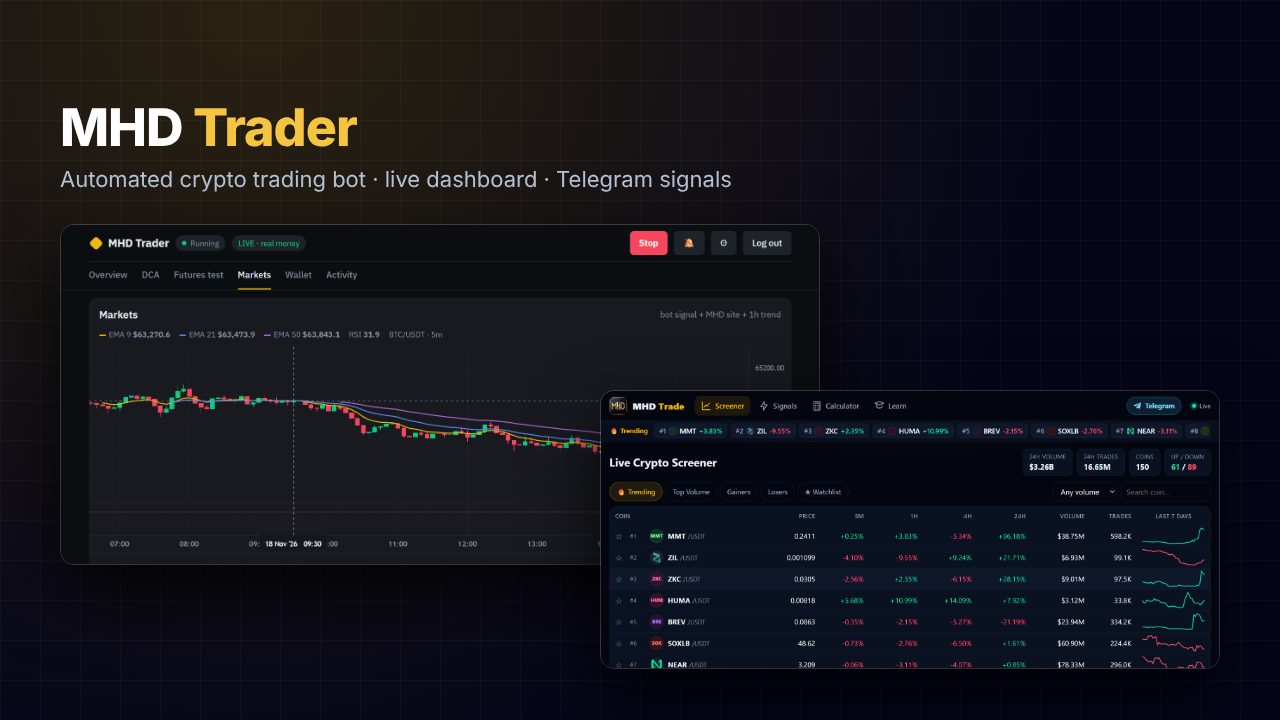 MHD Trader
Automated crypto trading bot · live dashboard · Telegram signals
MHD Trader Running LIVE · real money Stop Log out
Overview DCA Futures test Markets Wallet Activity
Markets bot signal + MHD site + 1h trend
EMA 9 $63,270.6 EMA 21 $63,473.9 EMA 50 $63,843.1 RSI 31.9 BTC/USDT · 5m
65200.00
07:00 08:00 09: 18 Nov '26 09:30 :00 11:00 12:00 13:00
MHD MHD Trade Screener Signals Calculator Learn Telegram Live
Trending #1 MMT +3.83% #2 ZIL -9.55% #3 ZKC +2.35% #4 HUMA +10.99% #5 BREV -2.15% #6 SOXLB -2.76% #7 NEAR -3.11% #8
Live Crypto Screener
24H VOLUME 24H TRADES COINS UP / DOWN
$3.26B 16.65M 150 61 / 89
Trending Top Volume Gainers Losers ★ Watchlist Any volume Search coin...
COIN PRICE 5M 1H 4H 24H VOLUME TRADES LAST 7 DAYS
☆ #1 MMT MMT /USDT 0.2411 +0.25% +3.83% -5.34% +96.18% $38.75M 598.2K
☆ #2 ZIL /USDT 0.001099 -4.10% -9.55% +9.24% +21.71% $6.93M 99.1K
☆ #3 ZKC ZKC /USDT 0.0305 -2.56% +2.35% -6.15% +28.15% $9.01M 97.5K
☆ #4 HUM HUMA /USDT 0.00818 +5.68% +10.99% +14.09% +7.92% $3.12M 33.8K
☆ #5 BRE BREV /USDT 0.0863 -0.35% -2.15% -5.27% -21.19% $23.94M 334.2K
☆ #6 SOX SOXLB /USDT 48.62 -0.73% -2.76% -6.50% +1.61% $60.90M 224.4K
☆ #7 NEAR /USDT 3.209 -0.06% -3.11% -4.07% +0.85% $78.33M 296.0K